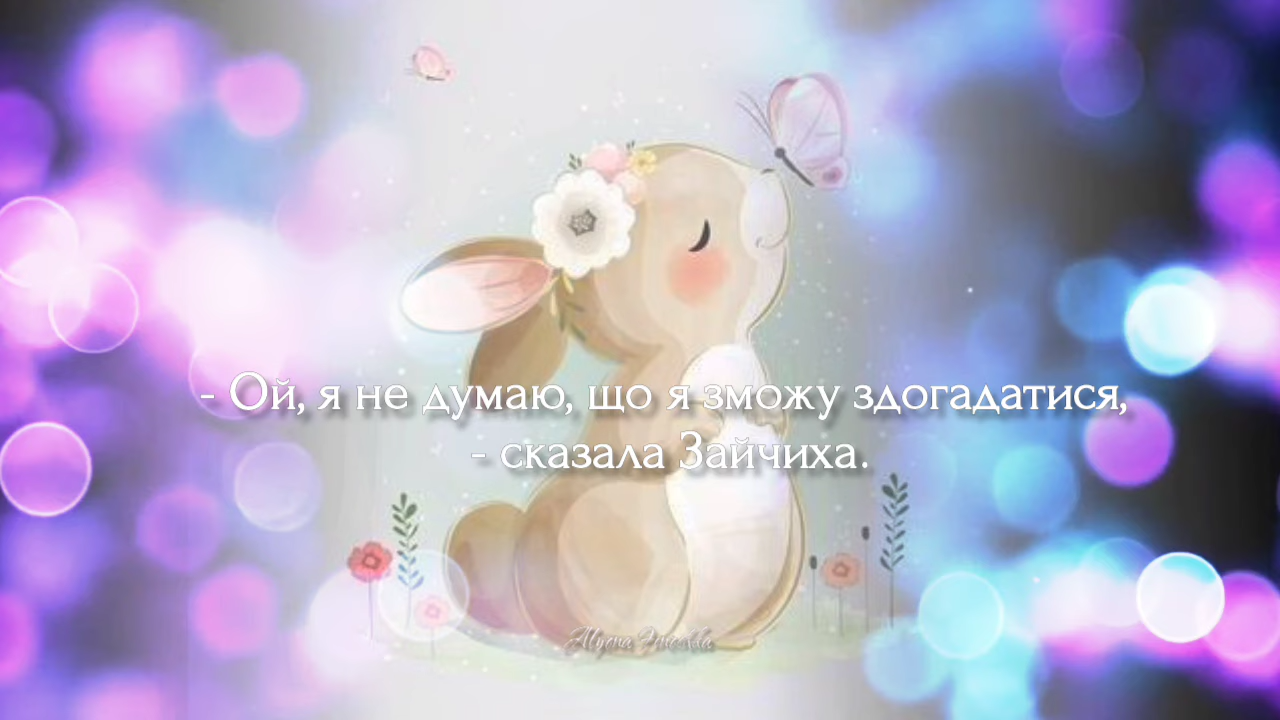 - Ой, я не думаю, що я зможу здогадатися,
- сказала Зайчиха.